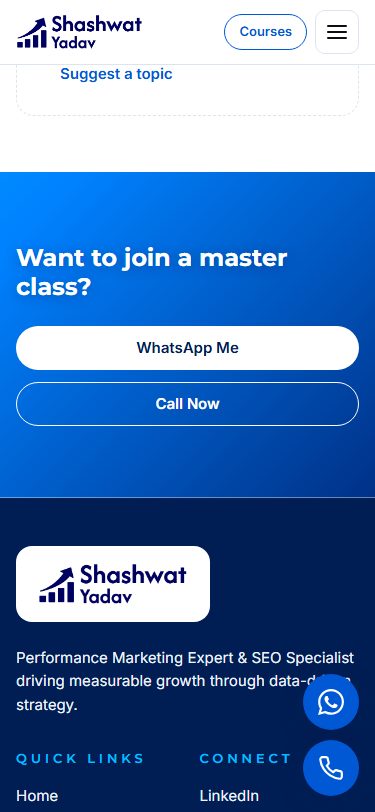 Shashwat
Yadav
Courses
Suggest a topic
Want to join a master
class?
WhatsApp Me
Call Now
Shashwat
Yadav
Performance Marketing Expert & SEO Specialist
driving measurable growth through
strategy.
QUICK LINKS
CONNECT
Home
LinkedIn